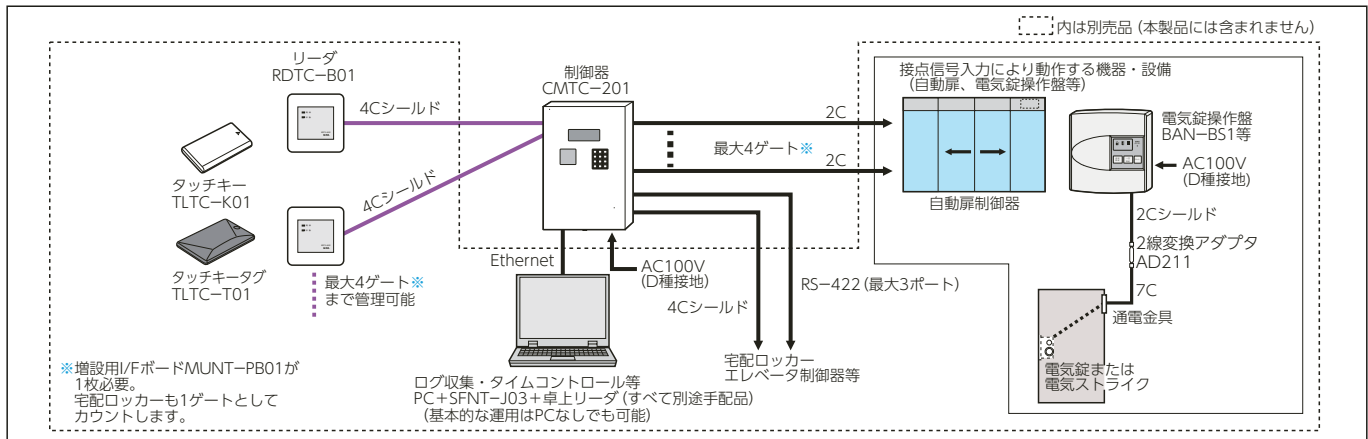 内は別売品 (本製品には含まれません)
リーダ
RDTC−B01
4Cシールド
タッチキー
TLTC−K01
4Cシールド
タッチキータグ
TLTC−T01
最大4ゲート※
まで管理可能
※増設用I/FボードMUNT−PB01が
1枚必要。
宅配ロッカーも1ゲートとして
カウントします。
制御器
CMTC−201
2C
最大4ゲート※
2C
Ethernet
AC100V
(D種接地)
4Cシールド
RS−422 (最大3ポート)
宅配ロッカー
エレベータ制御器等
ログ収集・タイムコントロール等
PC+SFNT−J03+卓上リーダ (すべて別途手配品)
(基本的な運用はPCなしでも可能)
接点信号入力により動作する機器・設備
(自動扉、電気錠操作盤等)
自動扉制御器
電気錠操作盤
BAN−BS1等
AC100V
(D種接地)
2Cシールド
2線変換アダプタ
AD211
7C
通電金具
電気錠または
電気ストライク